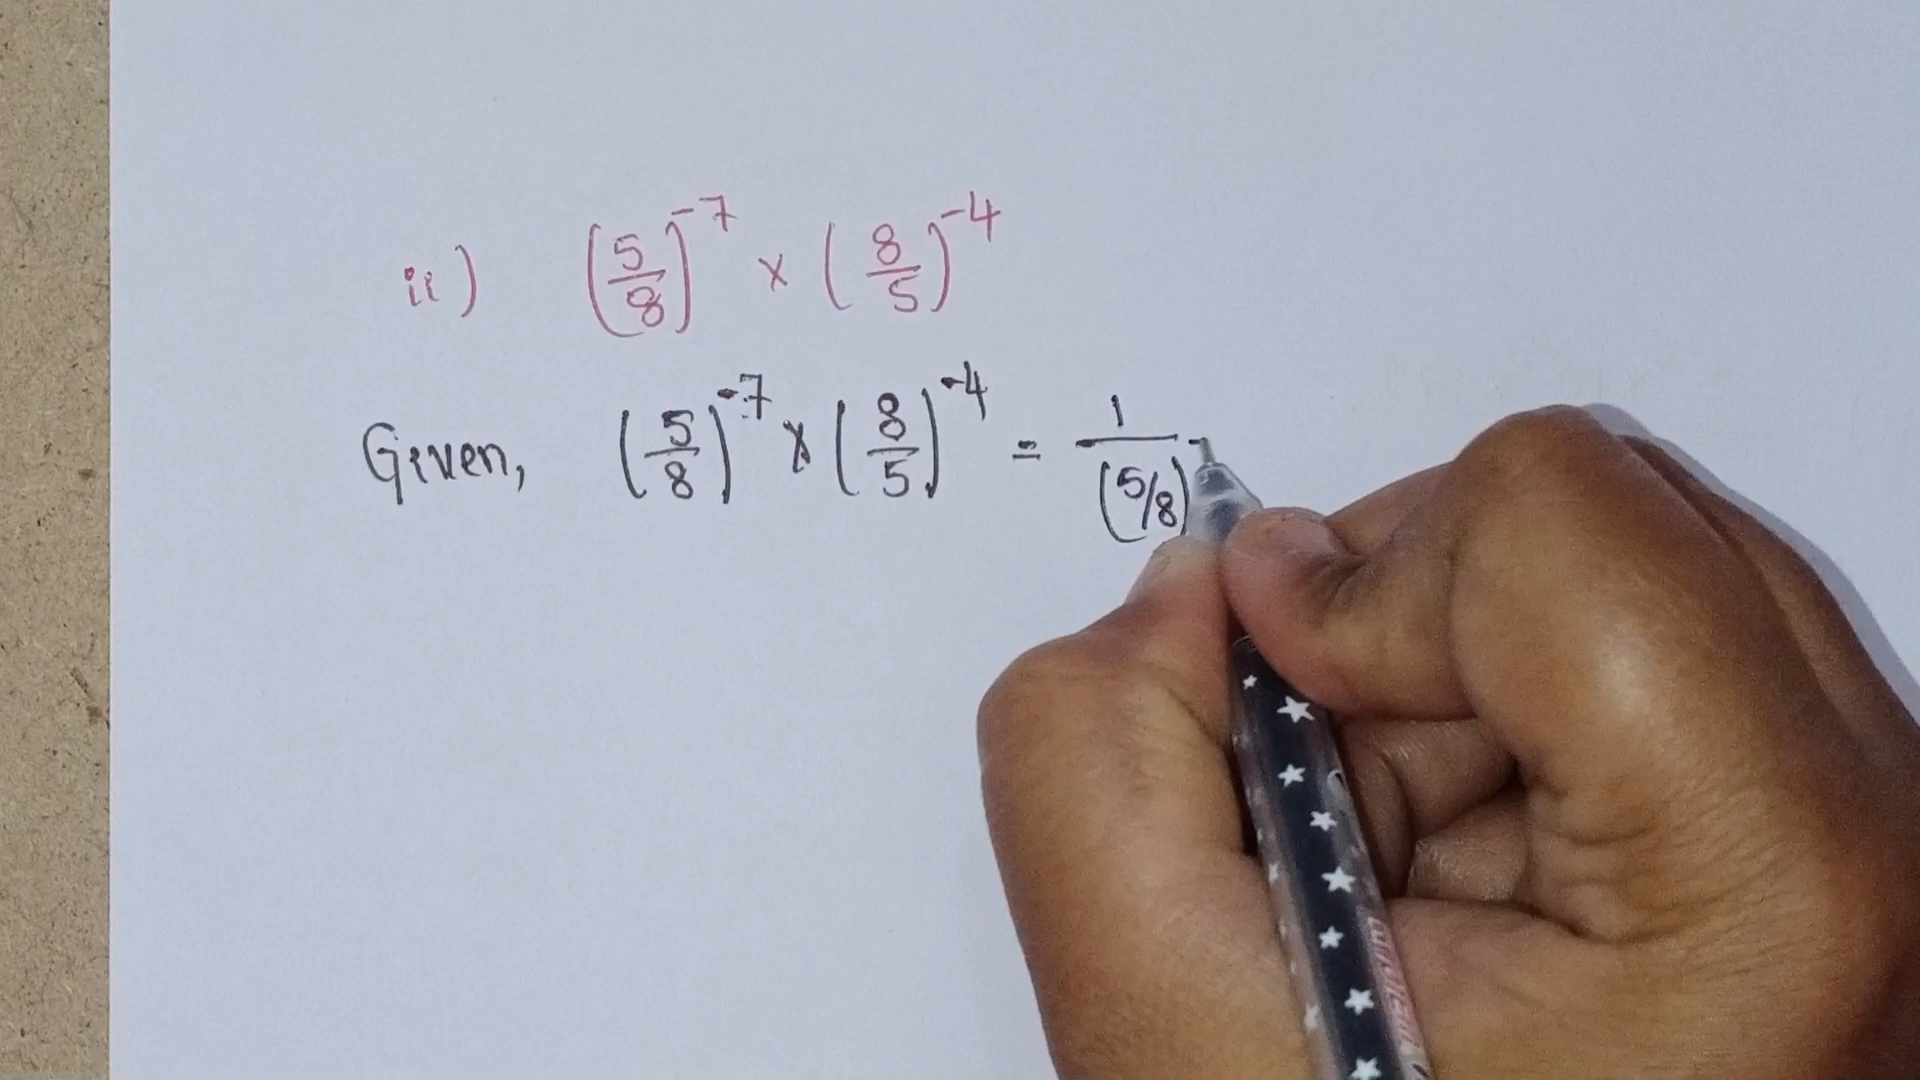 ii) (5/8)^-7 x (8/5)^-4
Given, (5/8)^-7 x (8/5)^-4 = 1/(5/8)